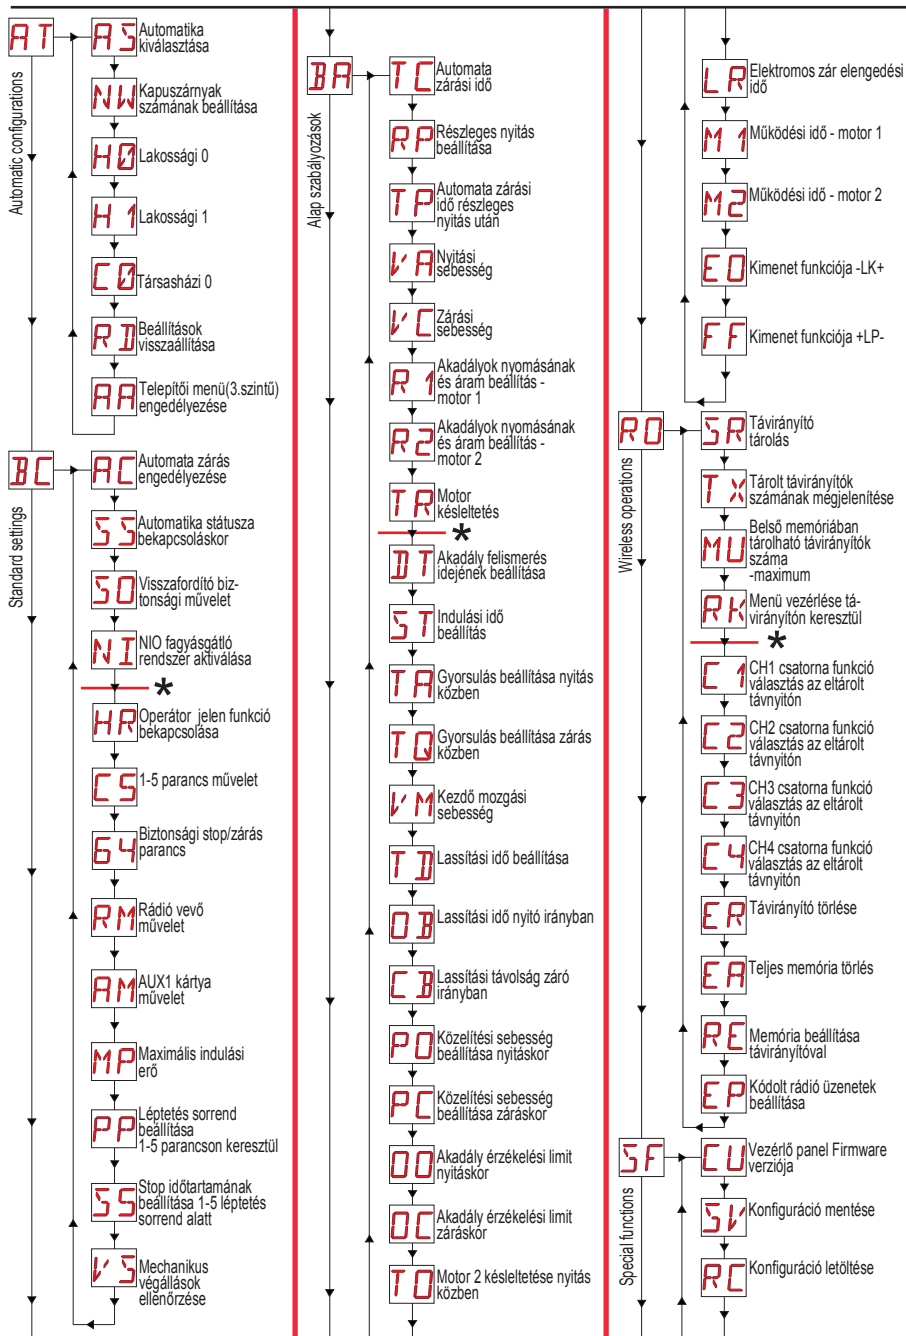 AT
Automatic configurations
AS
Automatika
kiválasztása
NW
Kapuszárnyak
számának beállítása
H0
Lakossági 0
H1
Lakossági 1
C0
Társasházi 0
RD
Beállítások
visszaállítása
AA
Telepítői menü(3.szintű)
engedélyezése
BC
Standard settings
AC
Automata zárás
engedélyezése
SS
Automatika státusza
bekapcsoláskor
SO
Visszafordító biz-
tonsági művelet
NI
NIO fagyásgátló
rendszer aktiválása
*
HR
Operátor jelen funkció
bekapcsolása
CS
1-5 parancs művelet
64
Biztonsági stop/zárás
parancs
RM
Rádió vevő
művelet
AM
AUX1 kártya
művelet
MP
Maximális indulási
erő
PP
Léptetés sorrend
beállítása
1-5 parancson keresztül
S5
Stop időtartamának
beállítása 1-5 léptetés
sorrend alatt
VS
Mechanikus
végállások
ellenőrzése
BA
Alap szabályozások
TC
Automata
zárási idő
RP
Részleges nyitás
beállítása
TP
Automata zárási
idő részleges
nyitás után
VA
Nyitási
sebesség
VC
Zárási
sebesség
R1
Akadályok nyomásának
és áram beállítás -
motor 1
R2
Akadályok nyomásának
és áram beállítás -
motor 2
TR
Motor
késleltetés
*
DT
Akadály felismerés
idejének beállítása
ST
Indulási idő
beállítás
TA
Gyorsulás beállítása nyitás
közben
TQ
Gyorsulás beállítása zárás
közben
VM
Kezdő mozgási
sebesség
TD
Lassítási idő beállítása
OB
Lassítási idő nyitó irányban
CB
Lassítási távolság záró
irányban
PO
Közelítési sebesség
beállítása nyitáskor
PC
Közelítési sebesség
beállítása záráskor
OO
Akadály érzékelési limit
nyitáskor
OC
Akadály érzékelési limit
záráskor
TO
Motor 2 késleltetése nyitás
közben
LR
Elektromos zár elengedési
idő
M1
Működési idő - motor 1
M2
Működési idő - motor 2
EO
Kimenet funkciója -LK+
FF
Kimenet funkciója +LP-
RO
Wireless operations
SR
Távirányító
tárolás
TX
Tárolt távirányítók
számának megjelenítése
MU
Belső memóriában
tárolható távirányítók
száma
-maximum
RK
Menü vezérlése tá-
virányítón keresztül
*
C1
CH1 csatorna funkció
választás az eltárolt
távnyitón
C2
CH2 csatorna funkció
választás az eltárolt
távnyitón
C3
CH3 csatorna funkció
választás az eltárolt
távnyitón
C4
CH4 csatorna funkció
választás az eltárolt
távnyitón
ER
Távirányító törlése
EA
Teljes memória törlés
RE
Memória beállítása
távirányítóval
EP
Kódolt rádió üzenetek
beállítása
SF
Special functions
CU
Vezérlő panel Firmware
verziója
SV
Konfiguráció mentése
RC
Konfiguráció letöltése